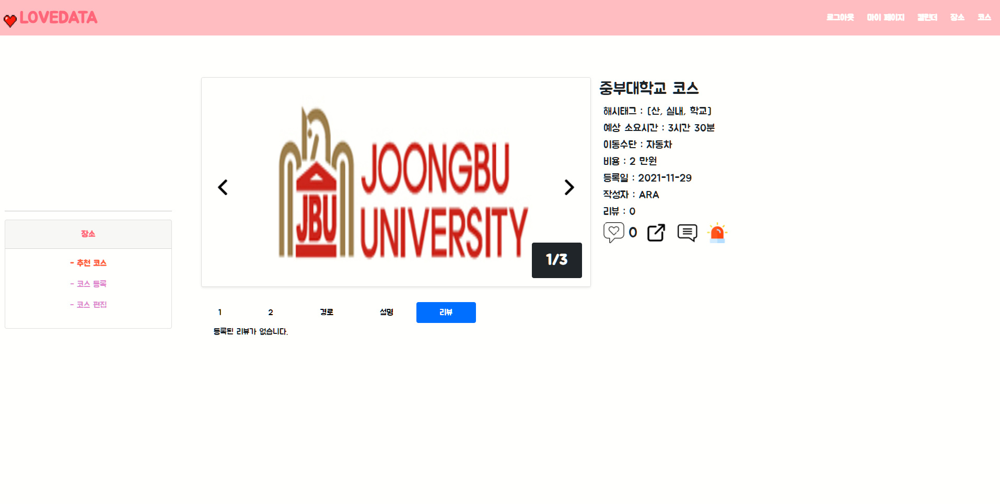 LOVEDATA
로그아웃 마이 페이지 캘린더 장소 코스
장소
- 추천 코스
- 코스 등록
- 코스 편집
JBU
JOONGBU
UNIVERSITY
1/3
중부대학교 코스
해시태그 : [산, 실내, 학교]
예상 소요시간 : 3시간 30분
이동수단 : 자동차
비용 : 2 만원
등록일 : 2021-11-29
작성자 : ARA
리뷰 : 0
0
1 2 경로 설명 리뷰
등록된 리뷰가 없습니다.